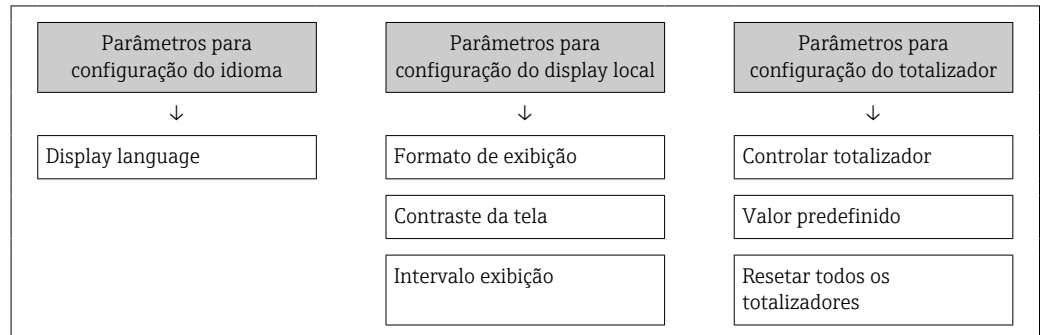 Parâmetros para
configuração do idioma
↓
Display language
Parâmetros para
configuração do display local
↓
Formato de exibição
Contraste da tela
Intervalo exibição
Parâmetros para
configuração do totalizador
↓
Controlar totalizador
Valor predefinido
Resetar todos os
totalizadores